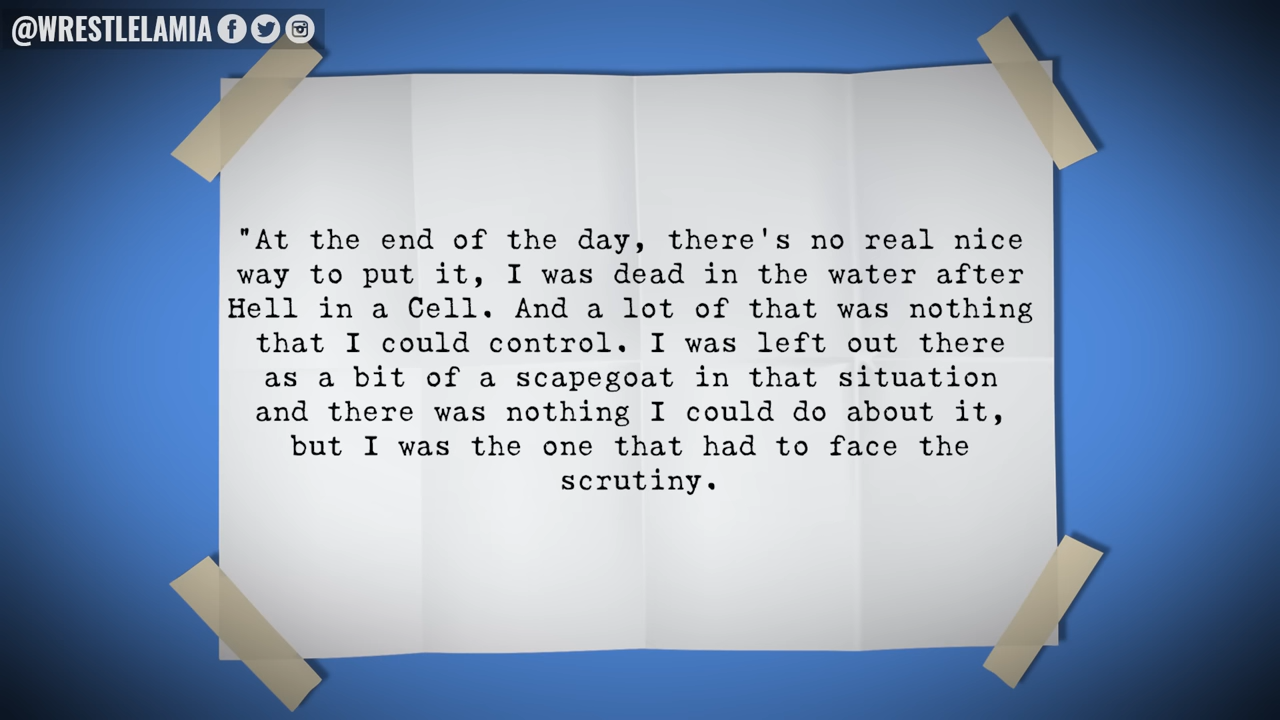 @WRESTLELAMIA
"At the end of the day, there's no real nice
way to put it, I was dead in the water after
Hell in a Cell. And a lot of that was nothing
that I could control. I was left out there
as a bit of a scapegoat in that situation
and there was nothing I could do about it,
but I was the one that had to face the
scrutiny.